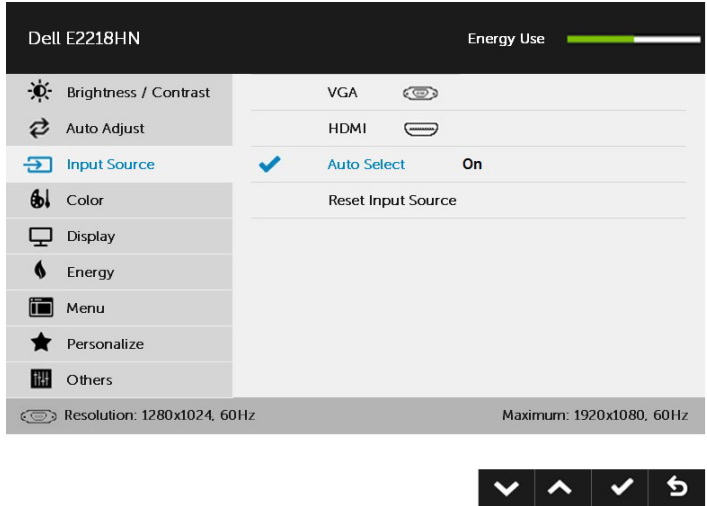 Dell E2218HN
Energy Use
Brightness / Contrast
VGA
Auto Adjust
HDMI
Input Source
Auto Select On
Color
Reset Input Source
Display
Energy
Menu
Personalize
Others
Resolution: 1280x1024, 60Hz
Maximum: 1920x1080, 60Hz